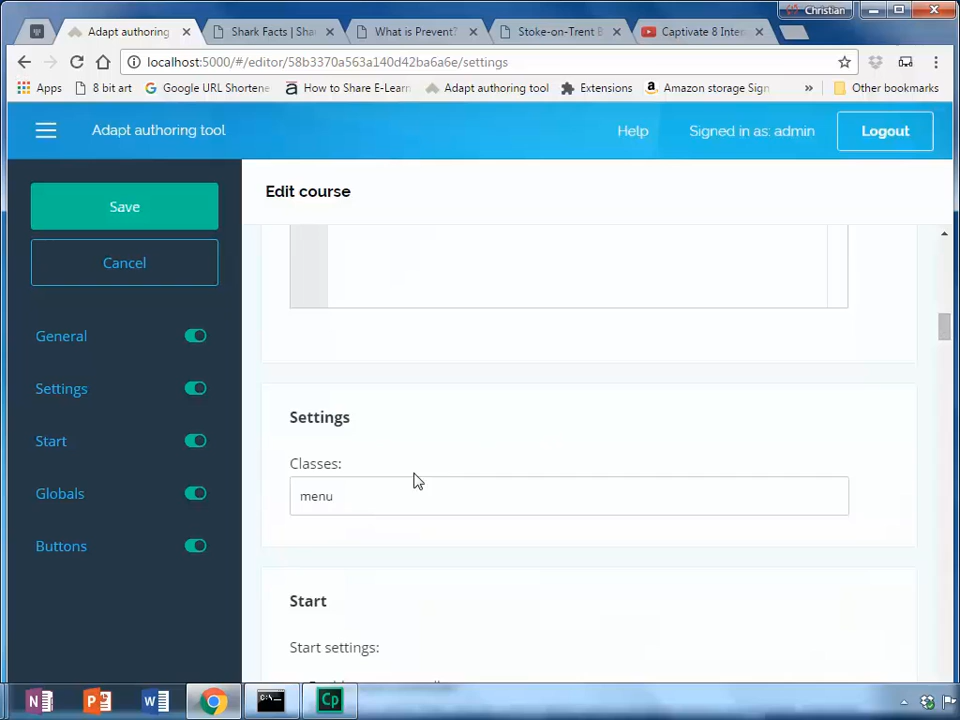 Christian
Adapt authoring
Shark Facts | Sha
What is Prevent?
Stoke-on-Trent B
Captivate 8 Inter
localhost:5000/#/editor/58b3370a563a140d42ba6a6e/settings
Apps
8 bit art
Google URL Shortene
How to Share E-Learn
Adapt authoring tool
Extensions
Amazon storage Sign
»
Other bookmarks
Adapt authoring tool
Help
Signed in as: admin
Logout
Save
Edit course
Cancel
General
Settings
Settings
Start
Classes:
menu
Globals
Buttons
Start
Start settings:
N
P
W
C:\.
Cp